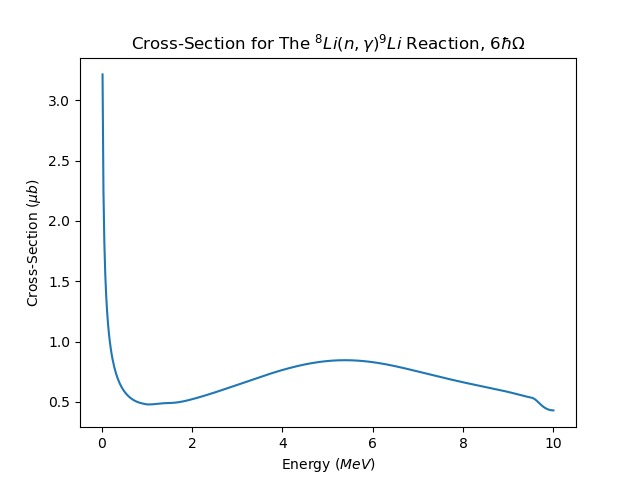 Cross-Section for The ⁸Li(n, γ)⁹Li Reaction, 6ℏΩ
3.0
2.5
2.0
1.5
1.0
0.5
Cross-Section (μb)
0 2 4 6 8 10
Energy (MeV)